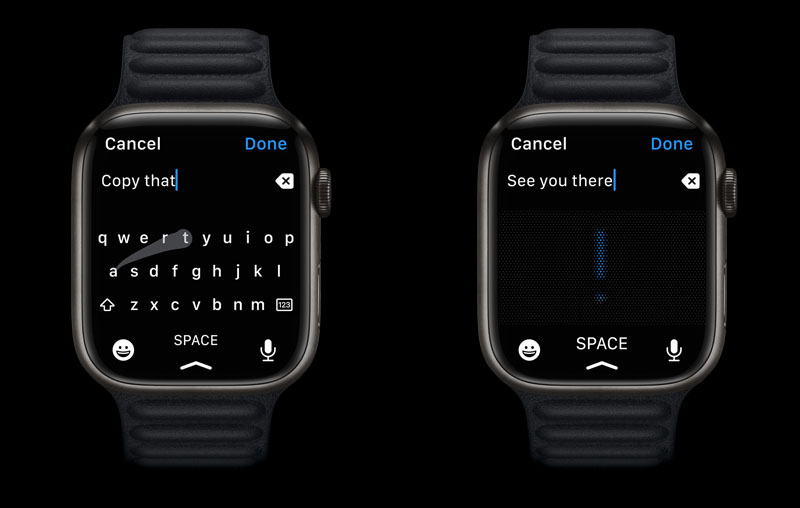 Cancel Done
Copy that
q w e r t y u i o p
a s d f g h j k l
z x c v b n m 123
SPACE
Cancel Done
See you there
!
SPACE